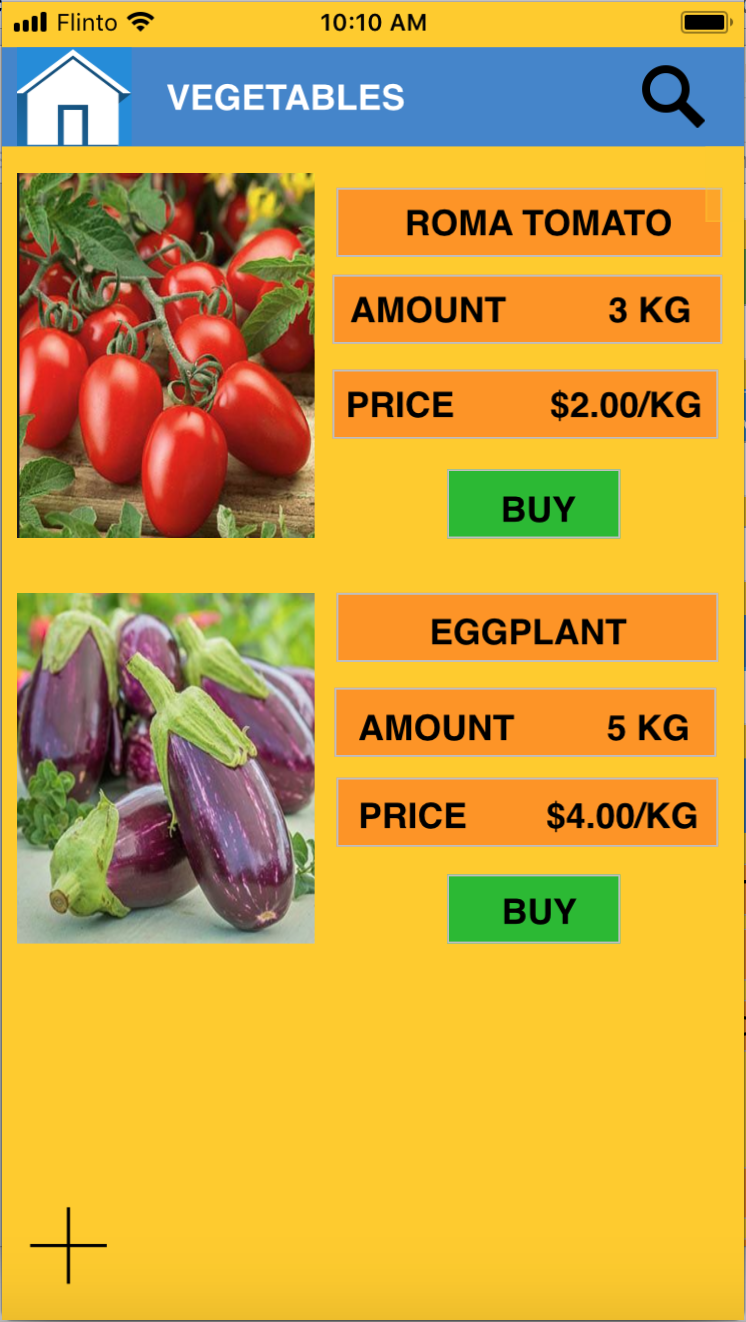 Flinto 10:10 AM
VEGETABLES
ROMA TOMATO
AMOUNT 3 KG
PRICE $2.00/KG
BUY
EGGPLANT
AMOUNT 5 KG
PRICE $4.00/KG
BUY